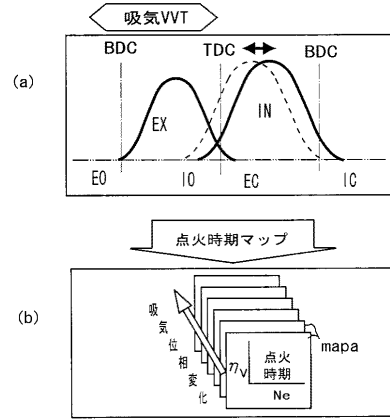 吸気VVT
(a)
BDC TDC BDC
EX IN
EO IO EC IC
点火時期マップ
(b)
吸気位相変化
ηv
点火
時期
Ne
mapa